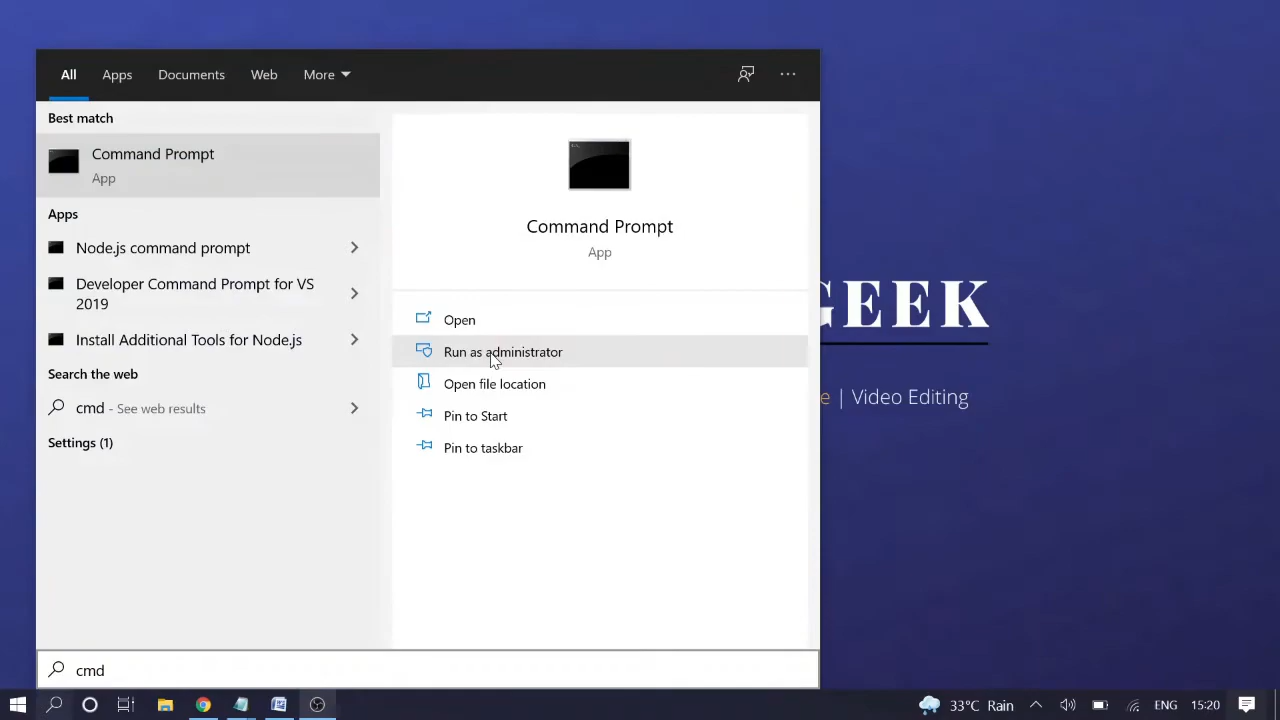 All
Apps
Documents
Web
More
Best match
Command Prompt
App
Apps
Node.js command prompt
Developer Command Prompt for VS
2019
Install Additional Tools for Node.js
Search the web
cmd - See web results
Settings (1)
Command Prompt
App
Open
Run as administrator
Open file location
Pin to Start
Pin to taskbar
GEEK
e | Video Editing
cmd
33°C Rain
ENG
15:20